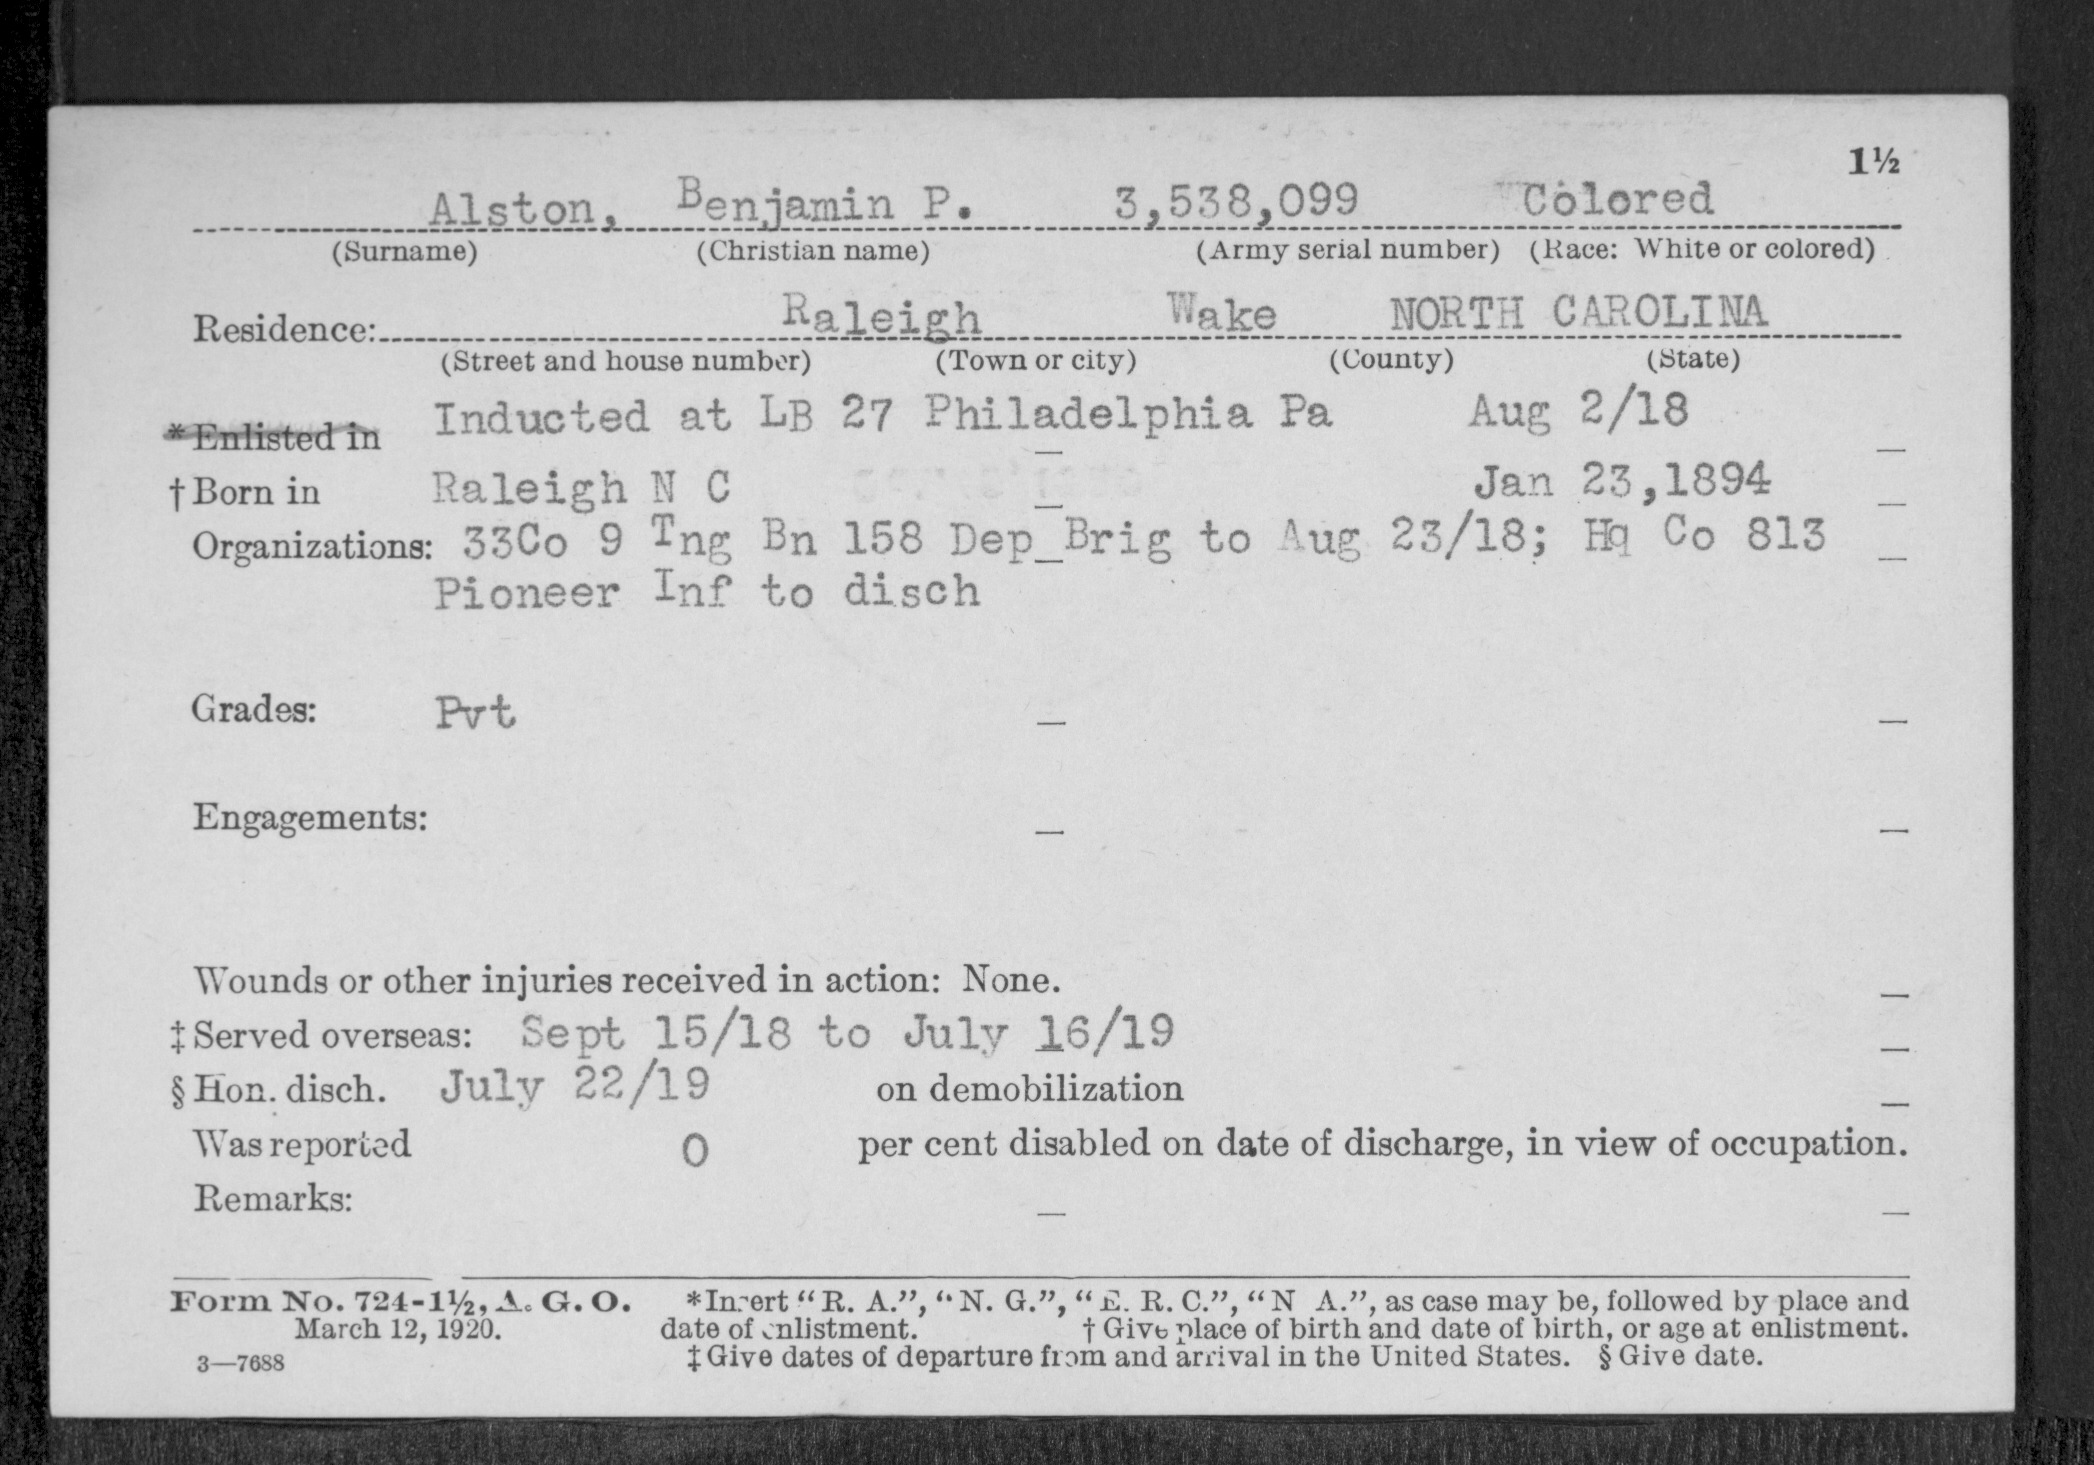 1½
Alston, Benjamin P. 3,538,099 Colored
(Surname) (Christian name) (Army serial number) (Race: White or colored)
Residence: Raleigh Wake NORTH CAROLINA
(Street and house number) (Town or city) (County) (State)
*Enlisted in Inducted at LB 27 Philadelphia Pa Aug 2/18
†Born in Raleigh N C Jan 23,1894
Organizations: 33Co 9 Tng Bn 158 Dep Brig to Aug 23/18; Hq Co 813
Pioneer Inf to disch
Grades: Pvt
Engagements:
Wounds or other injuries received in action: None.
‡Served overseas: Sept 15/18 to July 16/19
§Hon. disch. July 22/19 on demobilization
Was reported 0 per cent disabled on date of discharge, in view of occupation.
Remarks:
Form No. 724-1½, A. G. O. *Insert "R. A.", "N. G.", "E. R. C.", "N A.", as case may be, followed by place and
March 12, 1920. date of enlistment. †Give place of birth and date of birth, or age at enlistment.
3—7688 ‡Give dates of departure from and arrival in the United States. §Give date.